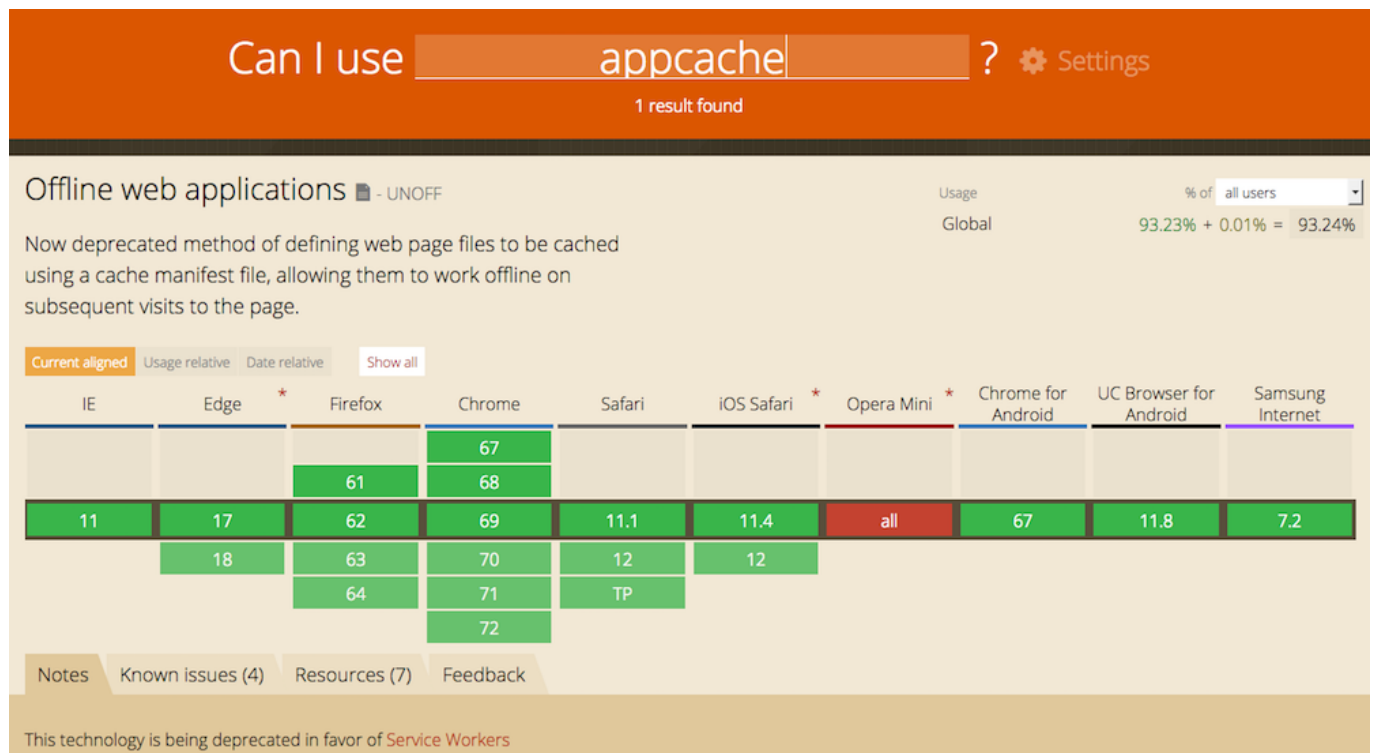 Can I use appcache ? Settings
1 result found
Offline web applications - UNOFF
Usage % of all users
Global 93.23% + 0.01% = 93.24%
Now deprecated method of defining web page files to be cached
using a cache manifest file, allowing them to work offline on
subsequent visits to the page.
Current aligned Usage relative Date relative Show all
IE Edge * Firefox Chrome Safari iOS Safari * Opera Mini * Chrome for Android UC Browser for Android Samsung Internet
67
61 68
11 17 62 69 11.1 11.4 all 67 11.8 7.2
18 63 70 12 12
64 71 TP
72
Notes Known issues (4) Resources (7) Feedback
This technology is being deprecated in favor of Service Workers